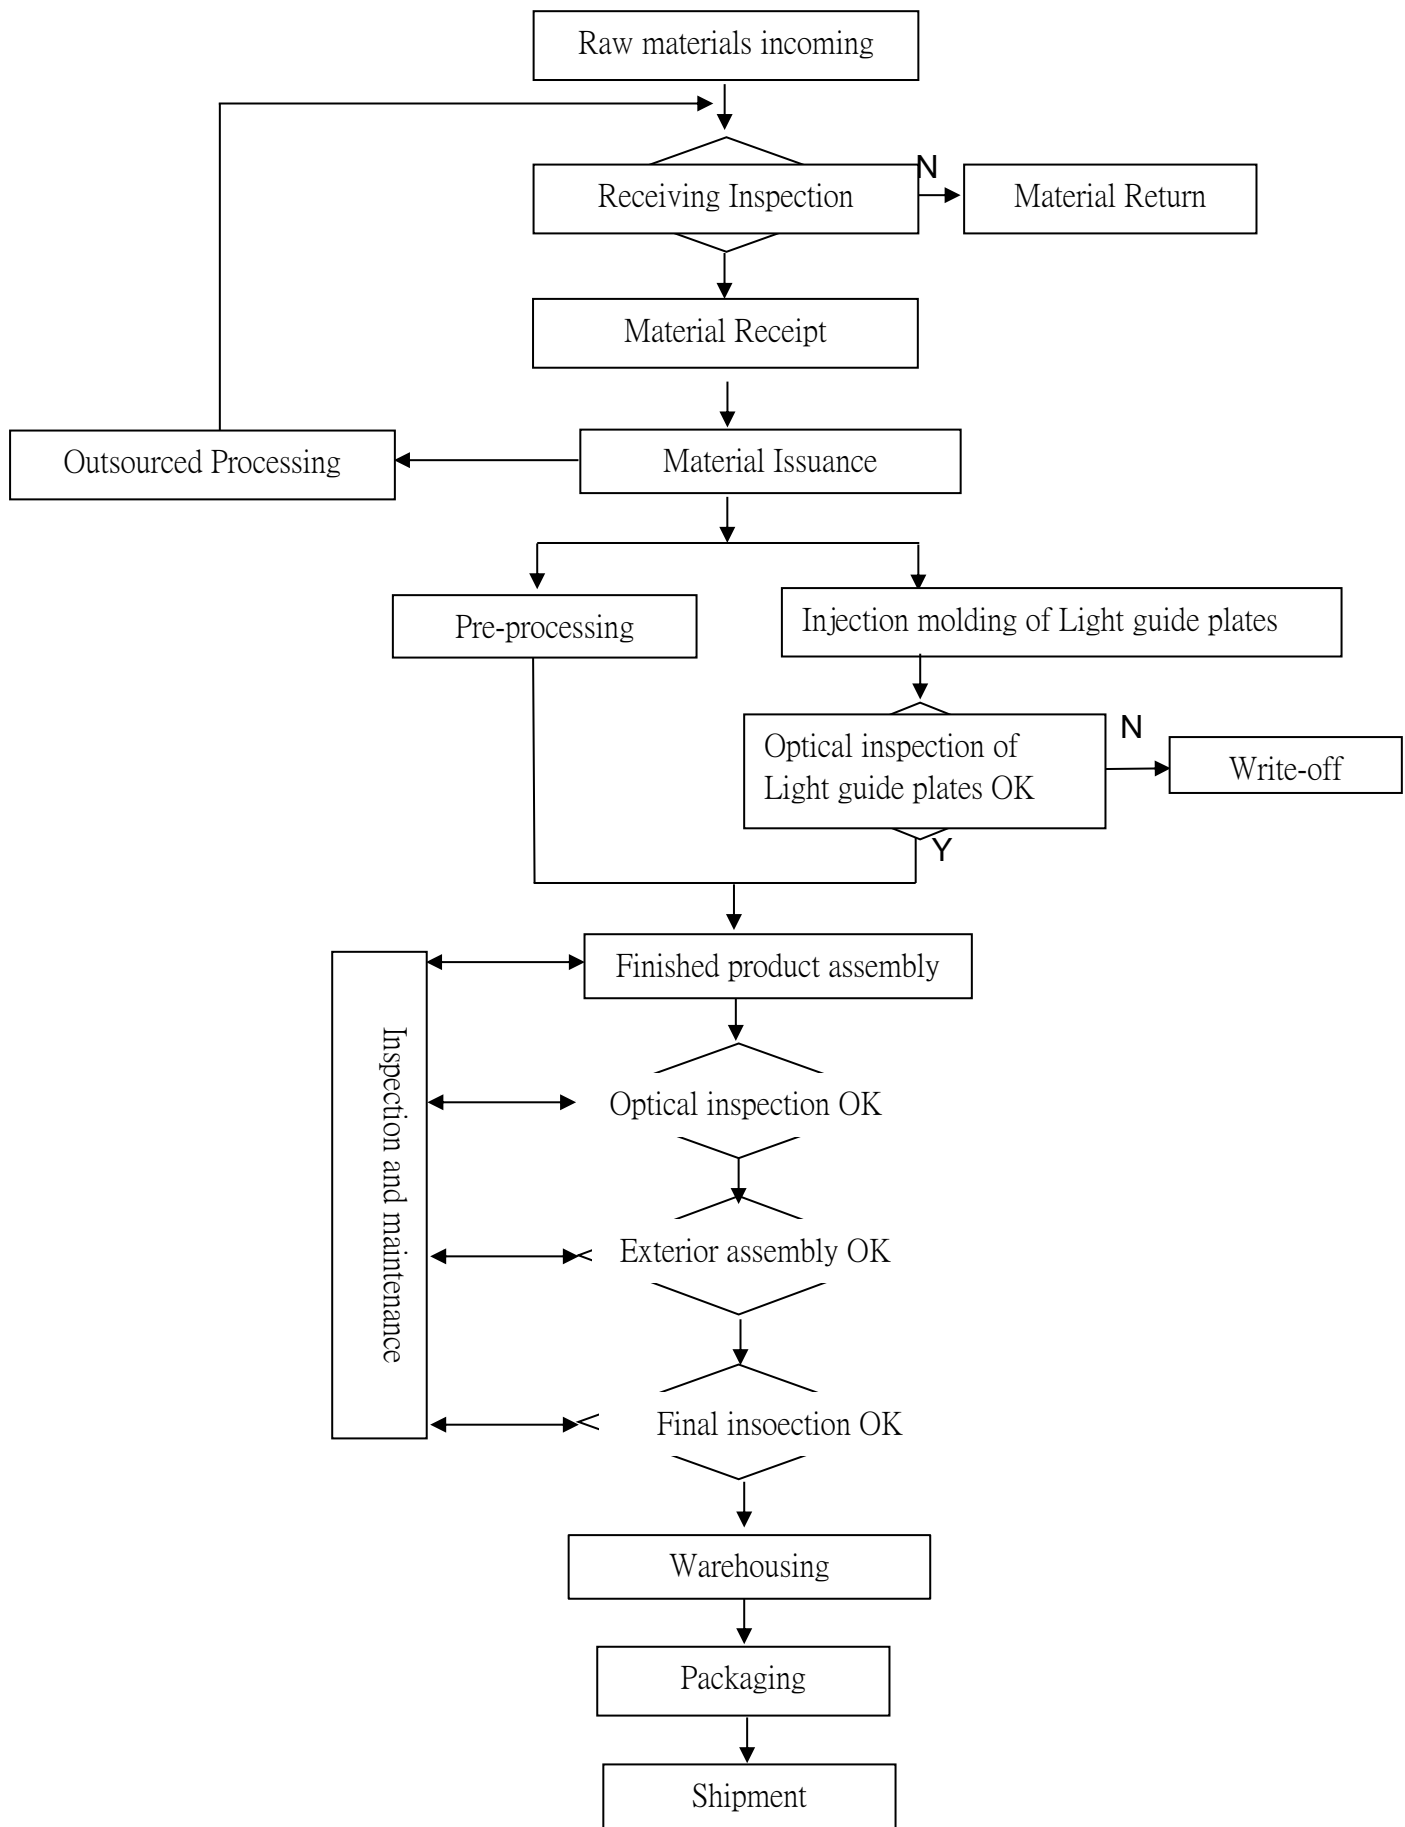 Raw materials incoming
N
Receiving Inspection
Material Return
Material Receipt
Outsourced Processing
Material Issuance
Pre-processing
Injection molding of Light guide plates
Optical inspection of
Light guide plates OK
N
Write-off
Y
Finished product assembly
Inspection and maintenance
Optical inspection OK
Exterior assembly OK
Final insoection OK
Warehousing
Packaging
Shipment